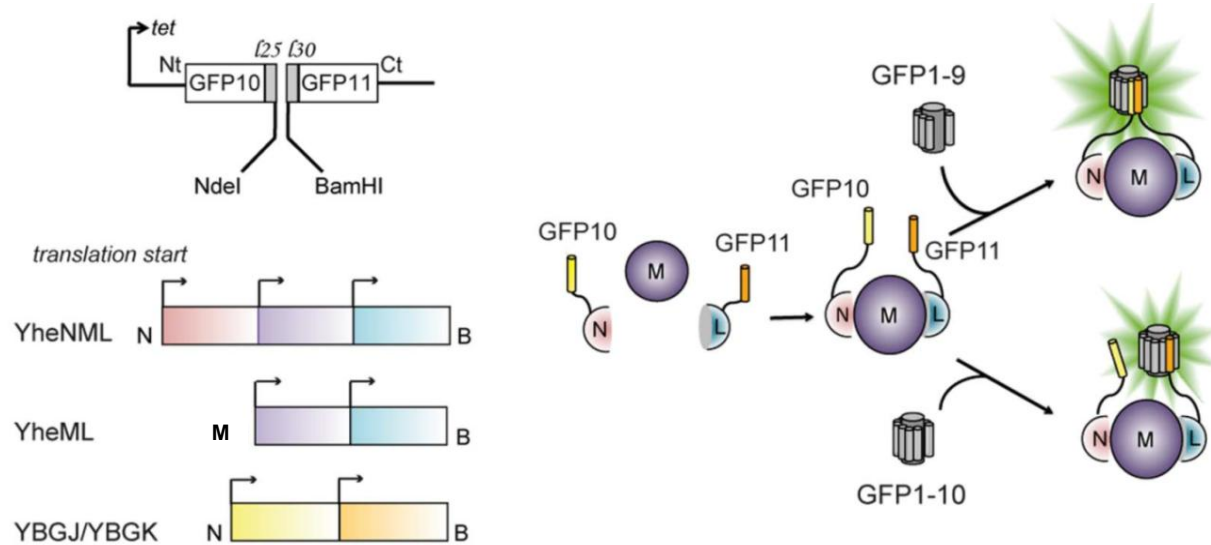 tet
Nt GFP10 l25 l30 GFP11 Ct
NdeI BamHI
translation start
YheNML N B
YheML M B
YBGJ/YBGK N B
GFP10
N
M
GFP11
L
GFP10
GFP11
N M L
GFP1-9
GFP1-10
N M L
N M L